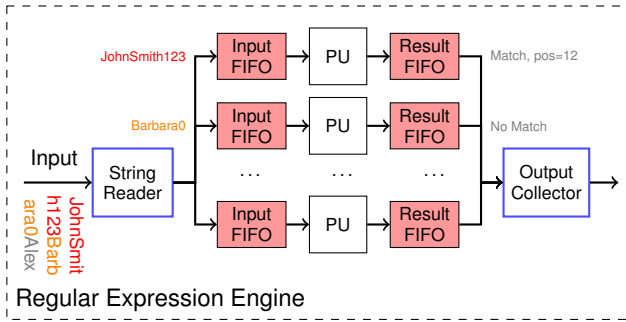 JohnSmith123
Input
FIFO
PU
Result
FIFO
Match, pos=12
Barbara0
Input
FIFO
PU
Result
FIFO
No Match
Input
String
Reader
...
...
...
Output
Collector
JohnSmit
h123Barb
ara0Alex
Input
FIFO
PU
Result
FIFO
Regular Expression Engine